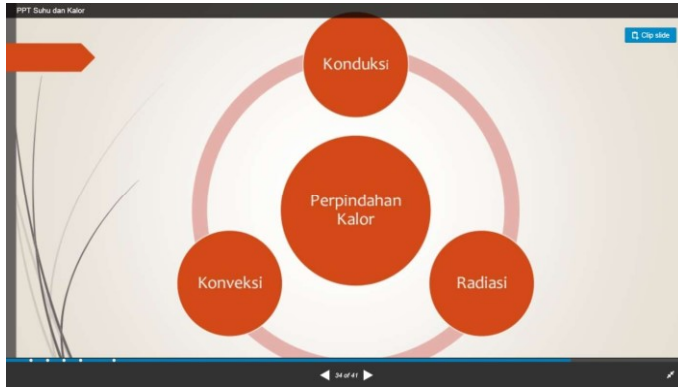 PPT Suhu dan Kalor
Clip slide
Konduksi
Perpindahan
Kalor
Konveksi
Radiasi
34 of 41